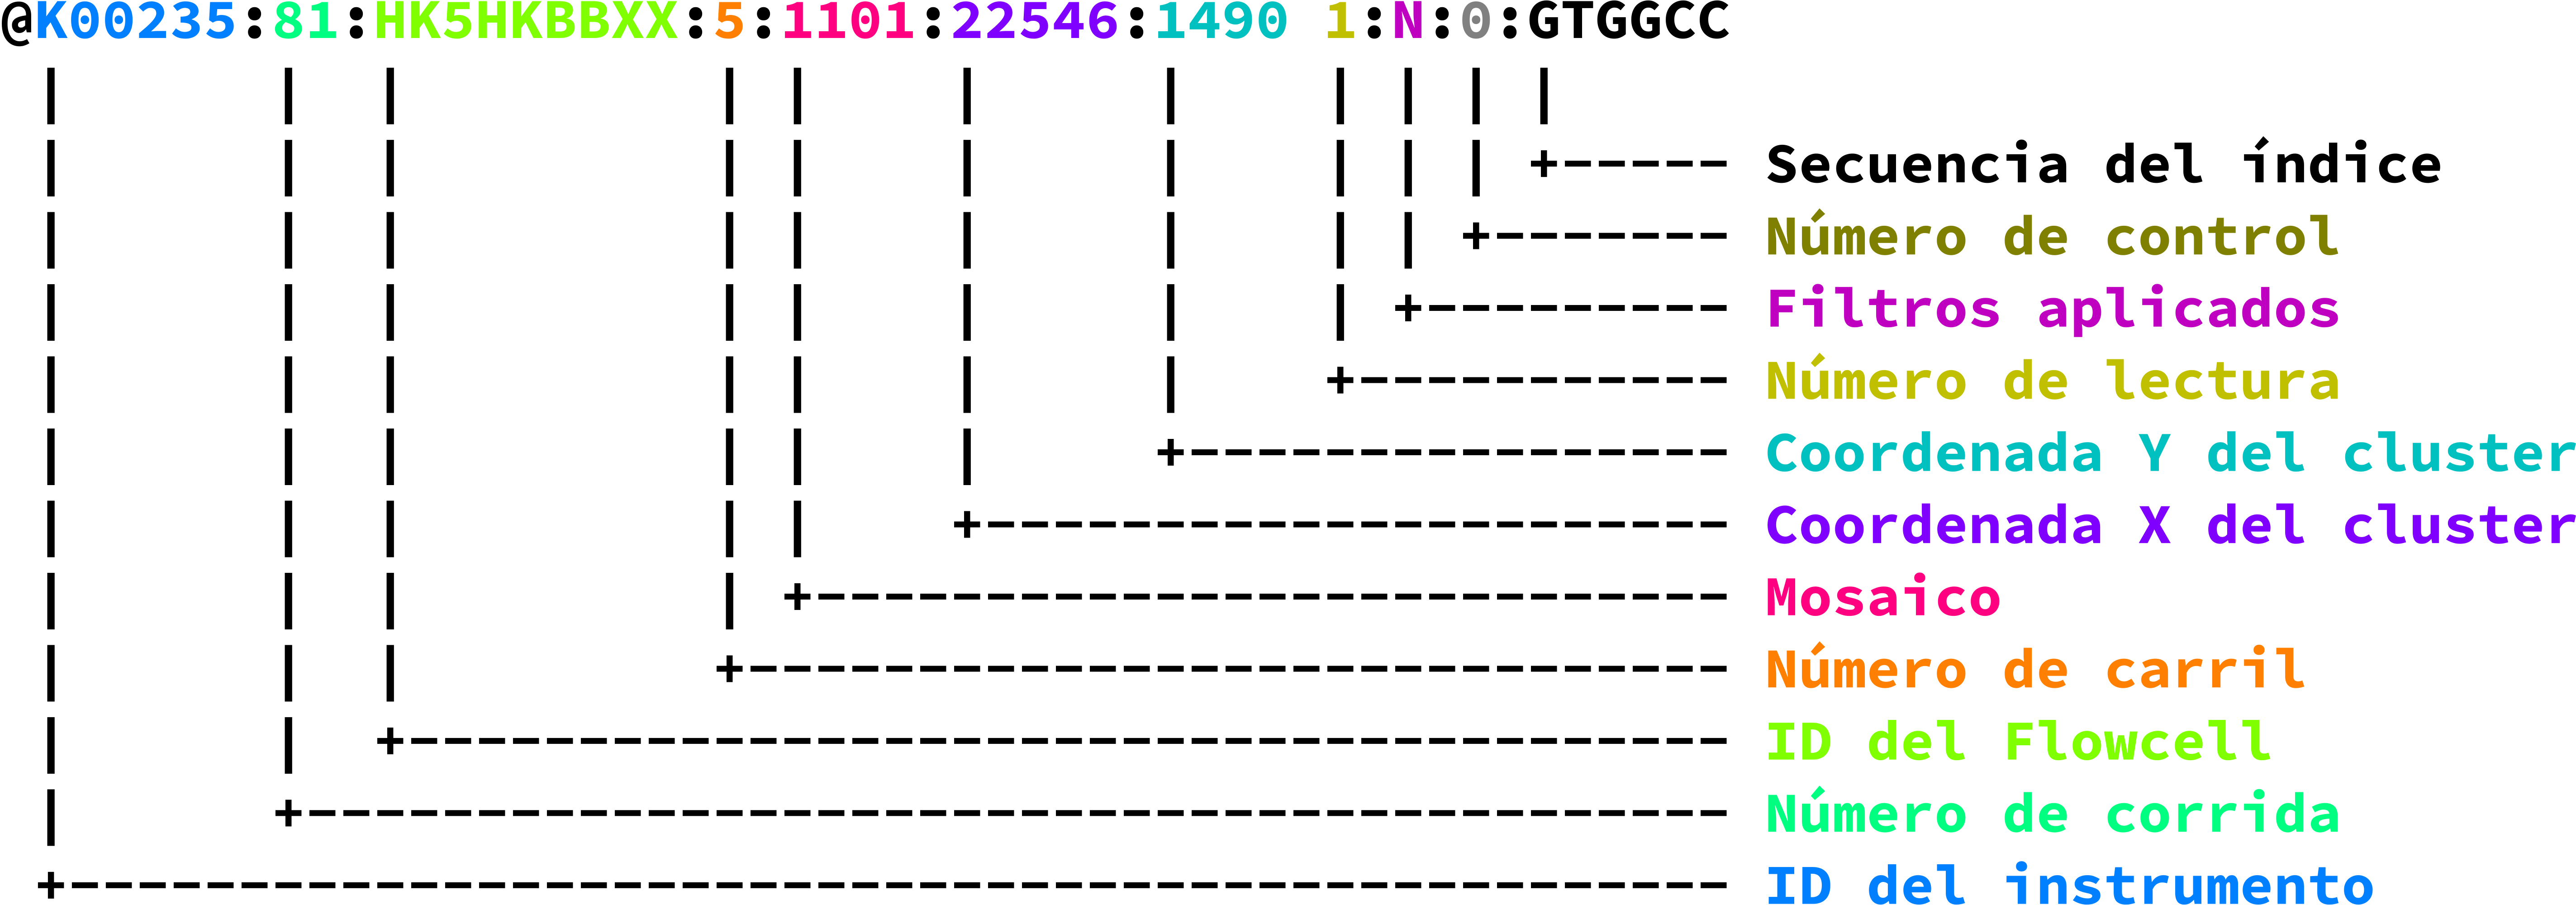 @K00235:81:HK5HKBBXX:5:1101:22546:1490 1:N:0:GTGGCC
Secuencia del índice
Número de control
Filtros aplicados
Número de lectura
Coordenada Y del cluster
Coordenada X del cluster
Mosaico
Número de carril
ID del Flowcell
Número de corrida
ID del instrumento